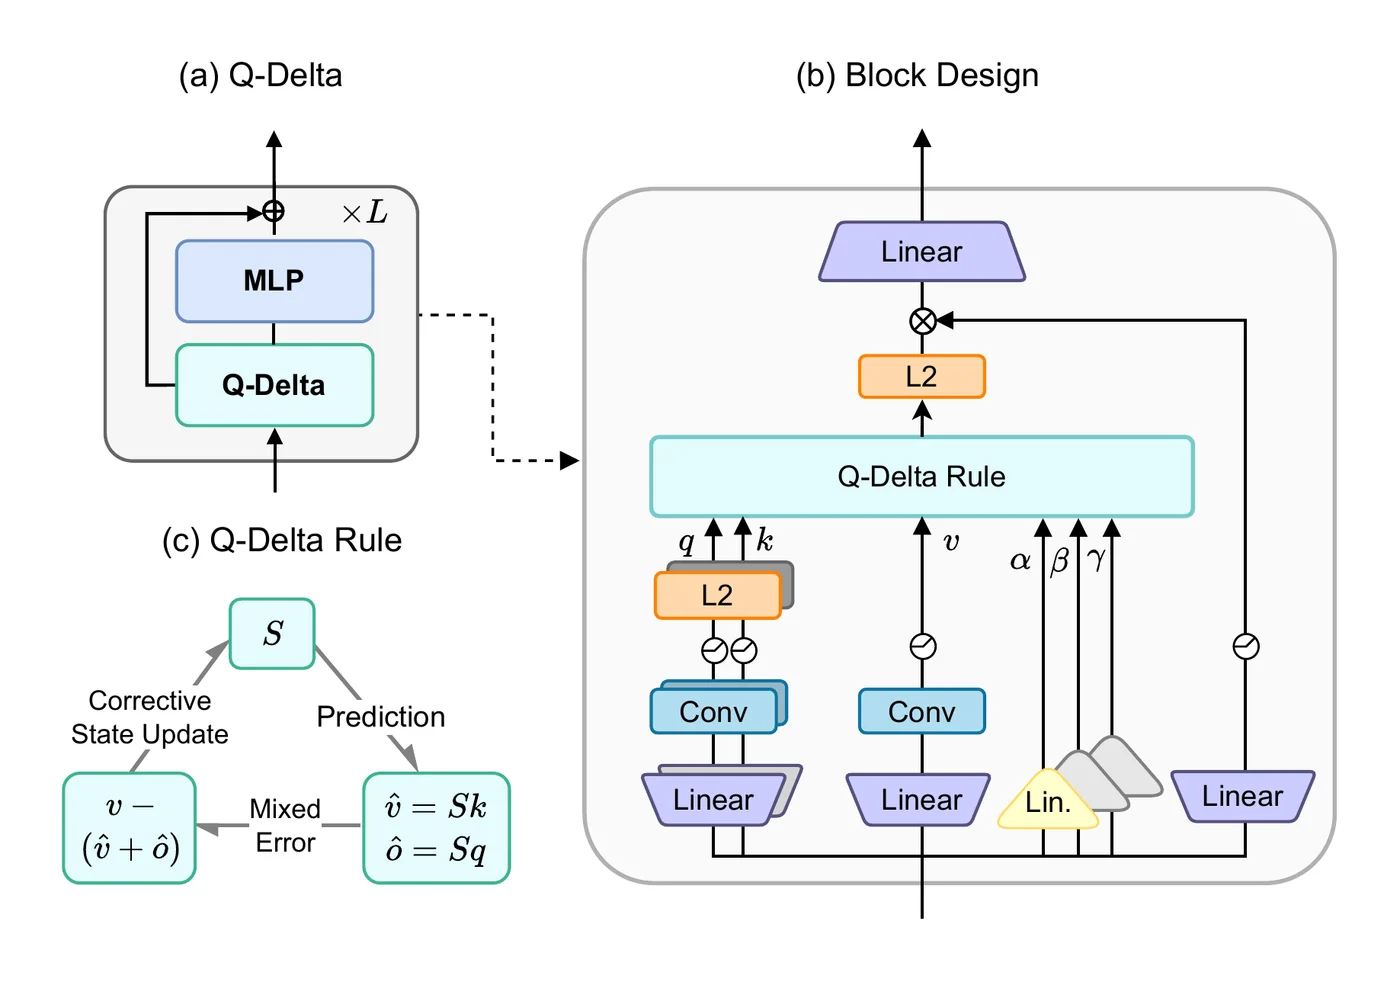 (a) Q-Delta
×L
MLP
Q-Delta
(b) Block Design
Linear
L2
Q-Delta Rule
q
k
v
α
β
γ
L2
Conv
Conv
Linear
Linear
Lin.
Linear
(c) Q-Delta Rule
S
Corrective
State Update
Prediction
v −
(v̂ + ô)
Mixed
Error
v̂ = Sk
ô = Sq